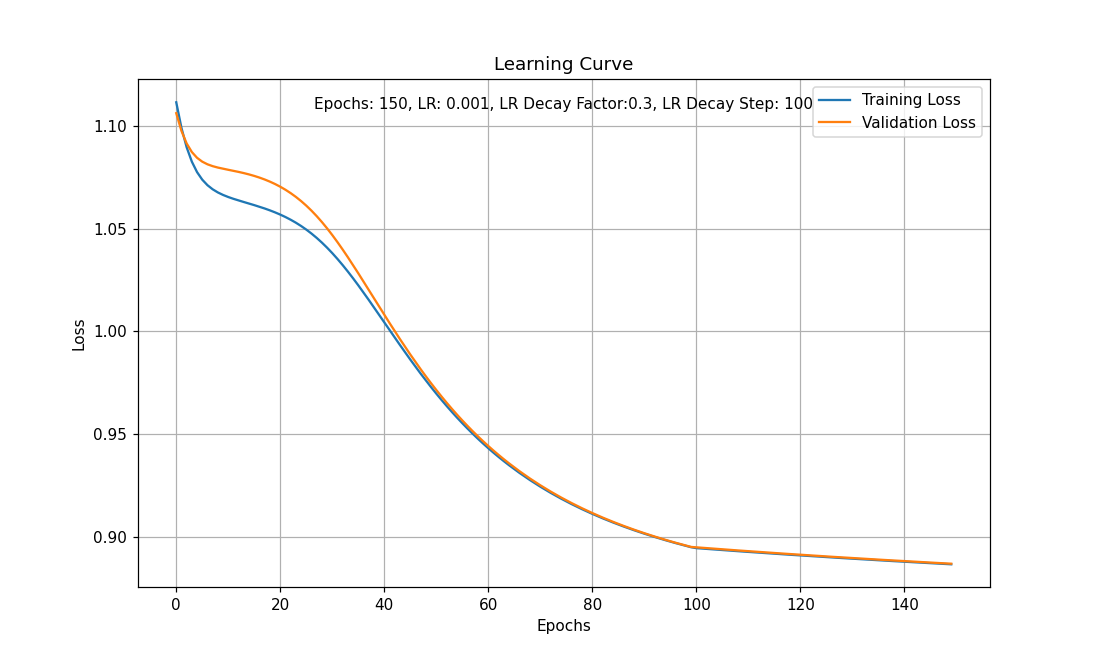 Learning Curve
Epochs: 150, LR: 0.001, LR Decay Factor:0.3, LR Decay Step: 100
Training Loss
Validation Loss
1.10
1.05
1.00
0.95
0.90
Loss
0 20 40 60 80 100 120 140
Epochs